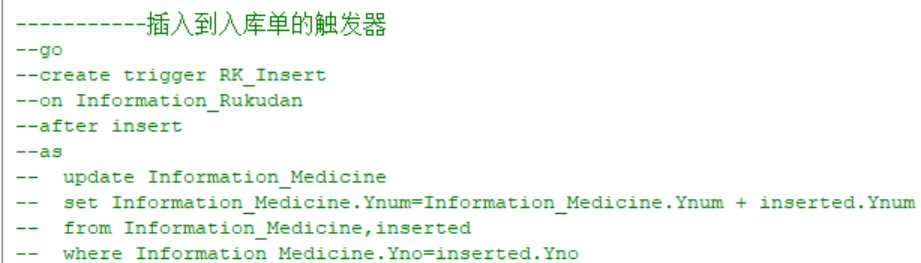 -----------插入到入库单的触发器
--go
--create trigger RK_Insert
--on Information_Rukudan
--after insert
--as
--  update Information_Medicine
--  set Information_Medicine.Ynum=Information_Medicine.Ynum + inserted.Ynum
--  from Information_Medicine,inserted
--  where Information_Medicine.Yno=inserted.Yno